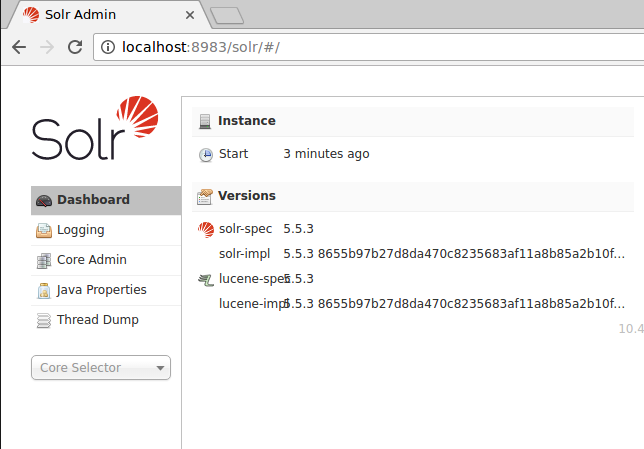 Solr Admin
localhost:8983/solr/#/
Solr
Dashboard
Logging
Core Admin
Java Properties
Thread Dump
Core Selector
Instance
Start 3 minutes ago
Versions
solr-spec 5.5.3
solr-impl 5.5.3 8655b97b27d8da470c8235683af11a8b85a2b10f...
lucene-spec 5.5.3
lucene-impl 5.5.3 8655b97b27d8da470c8235683af11a8b85a2b10f...
10.4